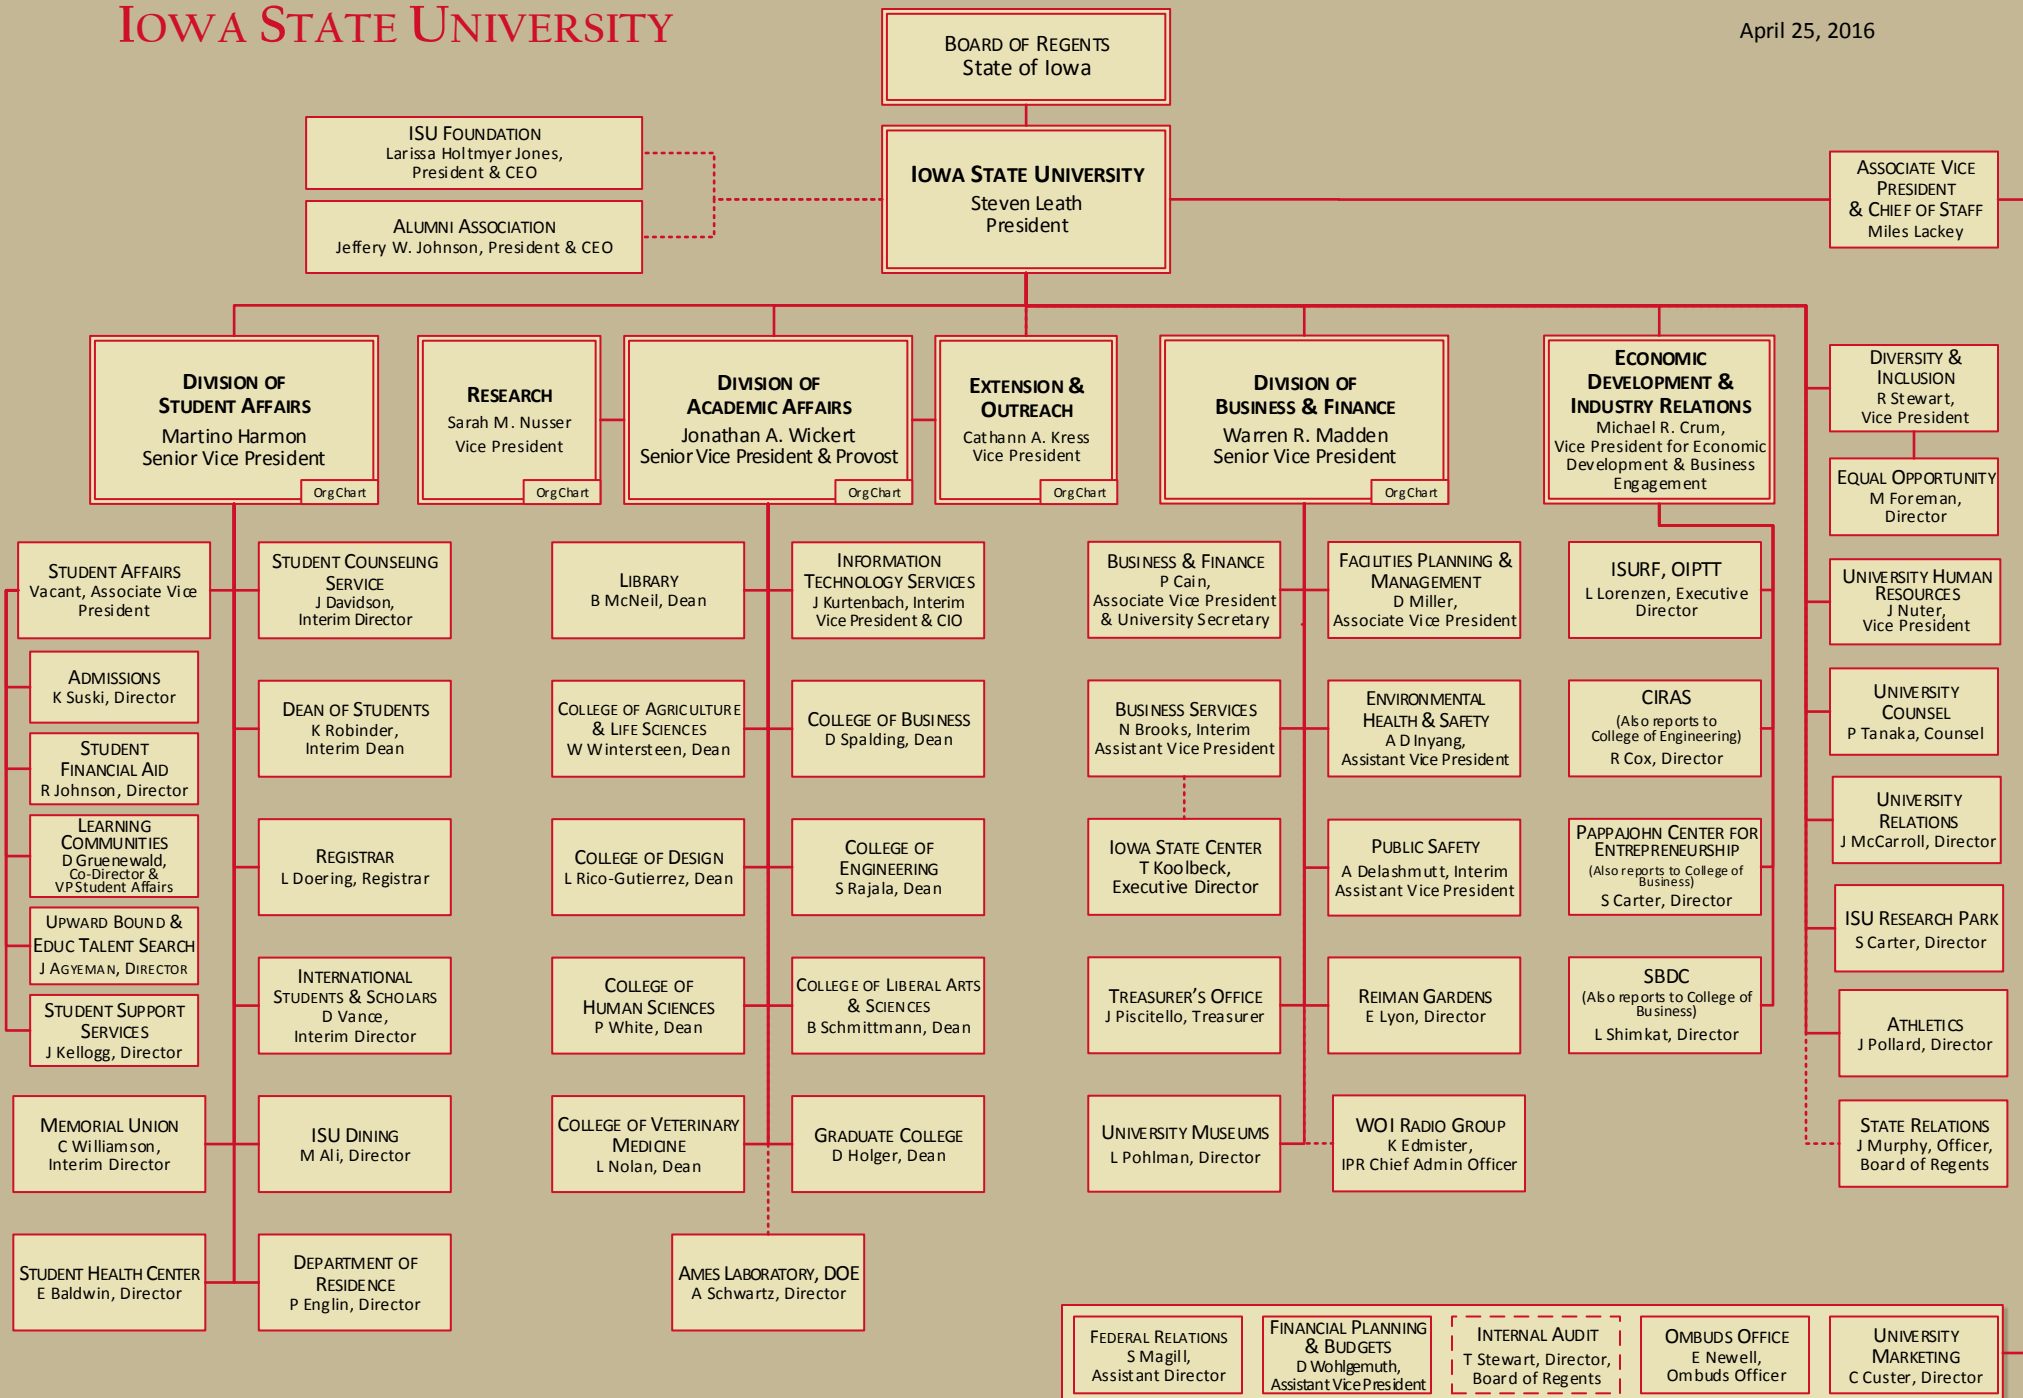 IOWA STATE UNIVERSITY
April 25, 2016
BOARD OF REGENTS
State of Iowa
ISU FOUNDATION
Larissa Holtmyer Jones,
President & CEO
ALUMNI ASSOCIATION
Jeffery W. Johnson, President & CEO
IOWA STATE UNIVERSITY
Steven Leath
President
ASSOCIATE VICE
PRESIDENT
& CHIEF OF STAFF
Miles Lackey
DIVISION OF
STUDENT AFFAIRS
Martino Harmon
Senior Vice President
Org Chart
RESEARCH
Sarah M. Nusser
Vice President
Org Chart
DIVISION OF
ACADEMIC AFFAIRS
Jonathan A. Wickert
Senior Vice President & Provost
Org Chart
EXTENSION &
OUTREACH
Cathann A. Kress
Vice President
Org Chart
DIVISION OF
BUSINESS & FINANCE
Warren R. Madden
Senior Vice President
Org Chart
ECONOMIC
DEVELOPMENT &
INDUSTRY RELATIONS
Michael R. Crum,
Vice President for Economic
Development & Business
Engagement
DIVERSITY &
INCLUSION
R Stewart,
Vice President
EQUAL OPPORTUNITY
M Foreman,
Director
STUDENT AFFAIRS
Vacant, Associate Vice
President
STUDENT COUNSELING
SERVICE
J Davidson,
Interim Director
LIBRARY
B McNeil, Dean
INFORMATION
TECHNOLOGY SERVICES
J Kurtenbach, Interim
Vice President & CIO
BUSINESS & FINANCE
P Cain,
Associate Vice President
& University Secretary
FACILITIES PLANNING &
MANAGEMENT
D Miller,
Associate Vice President
ISURF, OIPTT
L Lorenzen, Executive
Director
UNIVERSITY HUMAN
RESOURCES
J Nuter,
Vice President
ADMISSIONS
K Suski, Director
DEAN OF STUDENTS
K Robinder,
Interim Dean
COLLEGE OF AGRICULTURE
& LIFE SCIENCES
W Wintersteen, Dean
COLLEGE OF BUSINESS
D Spalding, Dean
BUSINESS SERVICES
N Brooks, Interim
Assistant Vice President
ENVIRONMENTAL
HEALTH & SAFETY
A D Inyang,
Assistant Vice President
CIRAS
(Also reports to
College of Engineering)
R Cox, Director
UNIVERSITY
COUNSEL
P Tanaka, Counsel
STUDENT
FINANCIAL AID
R Johnson, Director
LEARNING
COMMUNITIES
D Gruenewald,
Co-Director &
VP Student Affairs
REGISTRAR
L Doering, Registrar
COLLEGE OF DESIGN
L Rico-Gutierrez, Dean
COLLEGE OF
ENGINEERING
S Rajala, Dean
IOWA STATE CENTER
T Koolbeck,
Executive Director
PUBLIC SAFETY
A Delashmutt, Interim
Assistant Vice President
PAPPAJOHN CENTER FOR
ENTREPRENEURSHIP
(Also reports to College of
Business)
S Carter, Director
UNIVERSITY
RELATIONS
J McCarroll, Director
UPWARD BOUND &
EDUC TALENT SEARCH
J AGYEMAN, DIRECTOR
ISU RESEARCH PARK
S Carter, Director
STUDENT SUPPORT
SERVICES
J Kellogg, Director
INTERNATIONAL
STUDENTS & SCHOLARS
D Vance,
Interim Director
COLLEGE OF
HUMAN SCIENCES
P White, Dean
COLLEGE OF LIBERAL ARTS
& SCIENCES
B Schmittmann, Dean
TREASURER'S OFFICE
J Piscitello, Treasurer
REIMAN GARDENS
E Lyon, Director
SBDC
(Also reports to College of
Business)
L Shimkat, Director
ATHLETICS
J Pollard, Director
MEMORIAL UNION
C Williamson,
Interim Director
ISU DINING
M Ali, Director
COLLEGE OF VETERINARY
MEDICINE
L Nolan, Dean
GRADUATE COLLEGE
D Holger, Dean
UNIVERSITY MUSEUMS
L Pohlman, Director
WOI RADIO GROUP
K Edmister,
IPR Chief Admin Officer
STATE RELATIONS
J Murphy, Officer,
Board of Regents
STUDENT HEALTH CENTER
E Baldwin, Director
DEPARTMENT OF
RESIDENCE
P Englin, Director
AMES LABORATORY, DOE
A Schwartz, Director
FEDERAL RELATIONS
S Magill,
Assistant Director
FINANCIAL PLANNING
& BUDGETS
D Wohlgemuth,
Assistant Vice President
INTERNAL AUDIT
T Stewart, Director,
Board of Regents
OMBUDS OFFICE
E Newell,
Ombuds Officer
UNIVERSITY
MARKETING
C Custer, Director